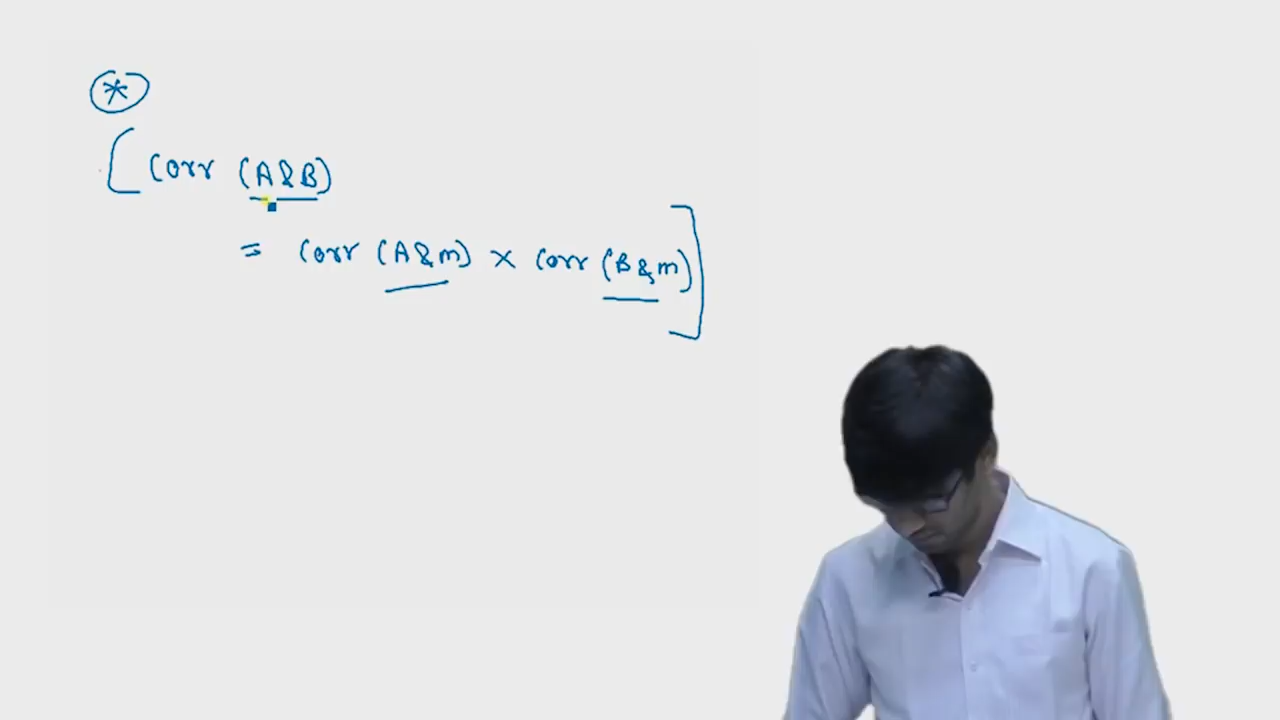 *
[ Corr (A&B)
= Corr (A&m) × Corr (B&m) ]